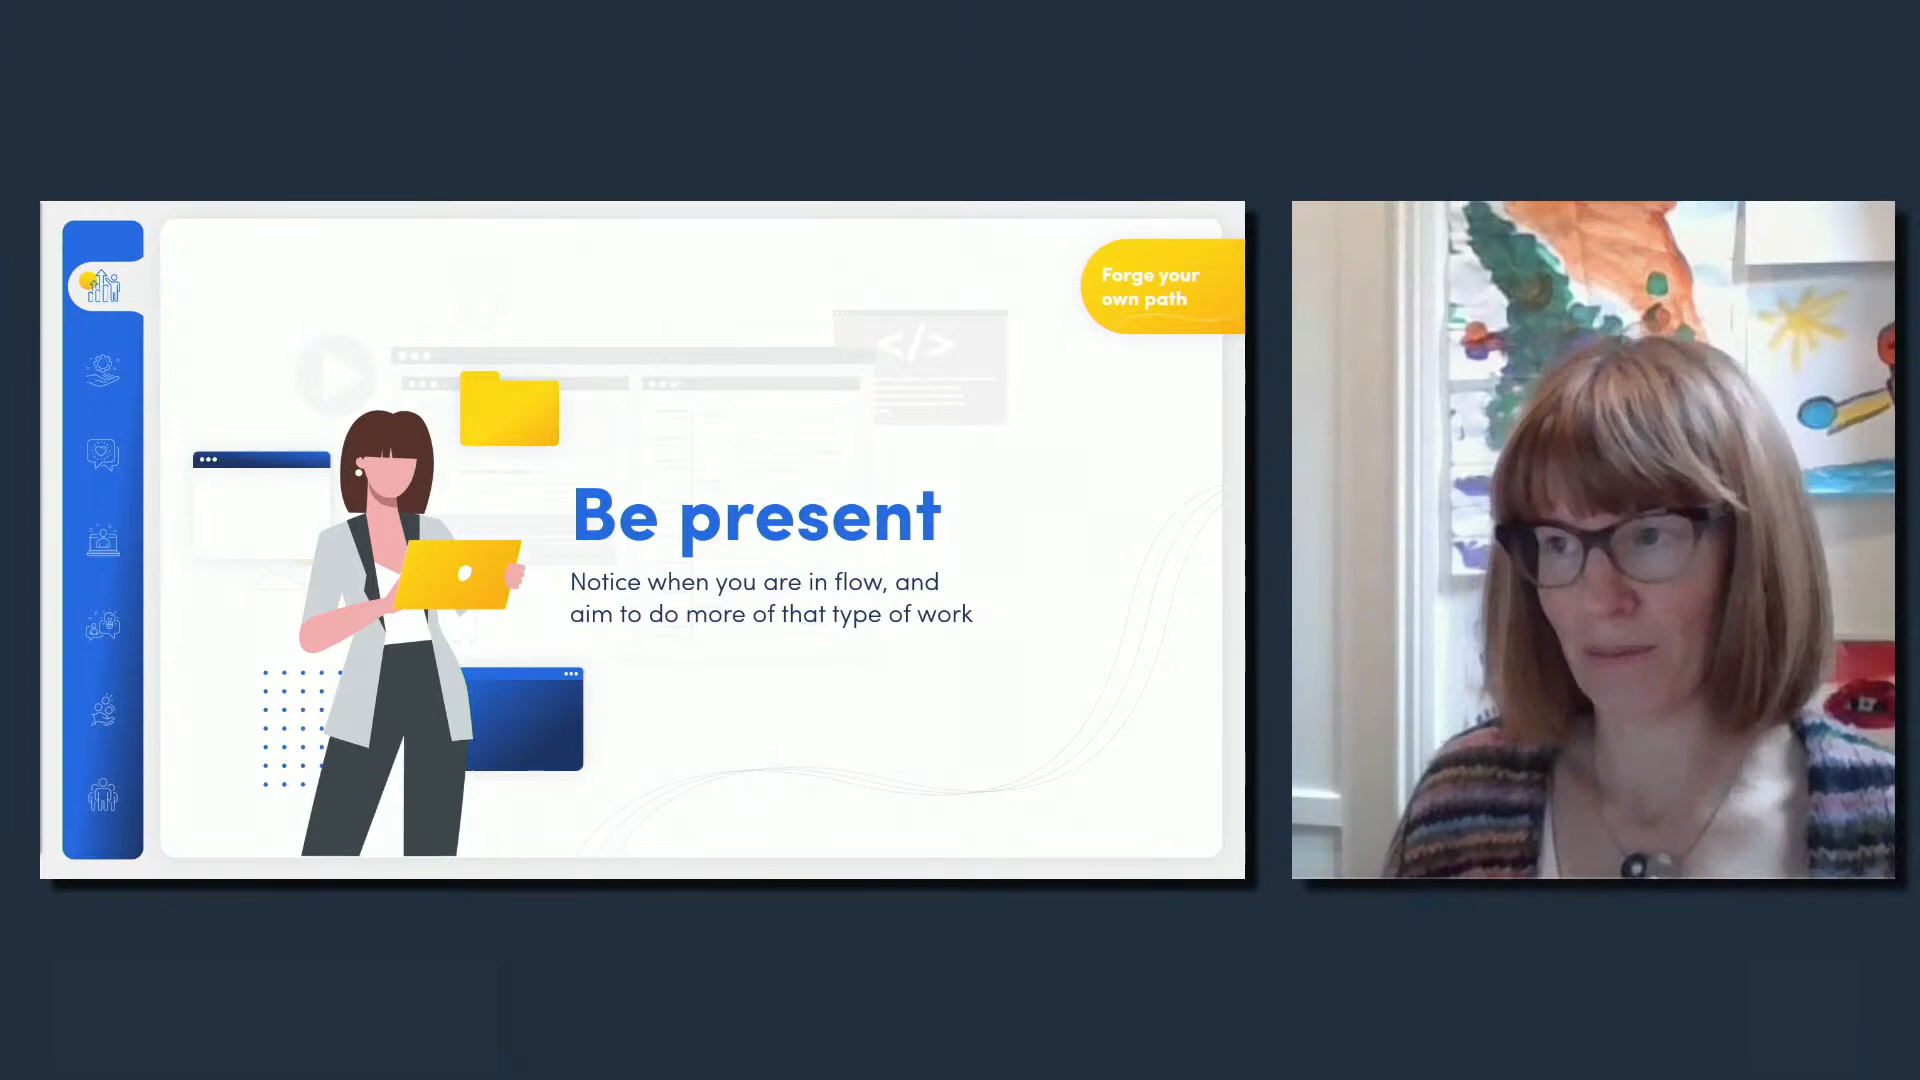 Forge your
own path
</>
Be present
Notice when you are in flow, and
aim to do more of that type of work